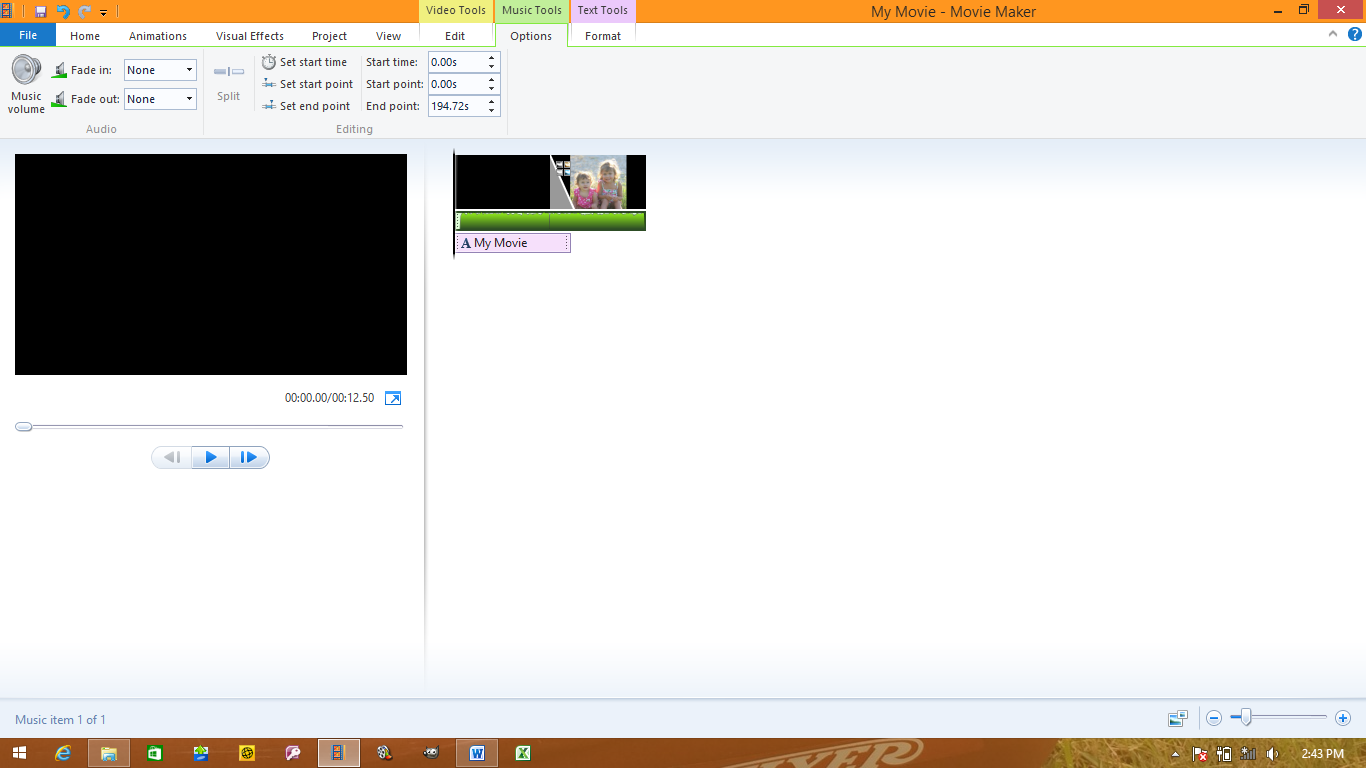 Video Tools Music Tools Text Tools My Movie - Movie Maker
File Home Animations Visual Effects Project View Edit Options Format
Music volume
Fade in: None
Fade out: None
Audio
Split
Set start time Start time: 0.00s
Set start point Start point: 0.00s
Set end point End point: 194.72s
Editing
A My Movie
00:00.00/00:12.50
Music item 1 of 1
2:43 PM